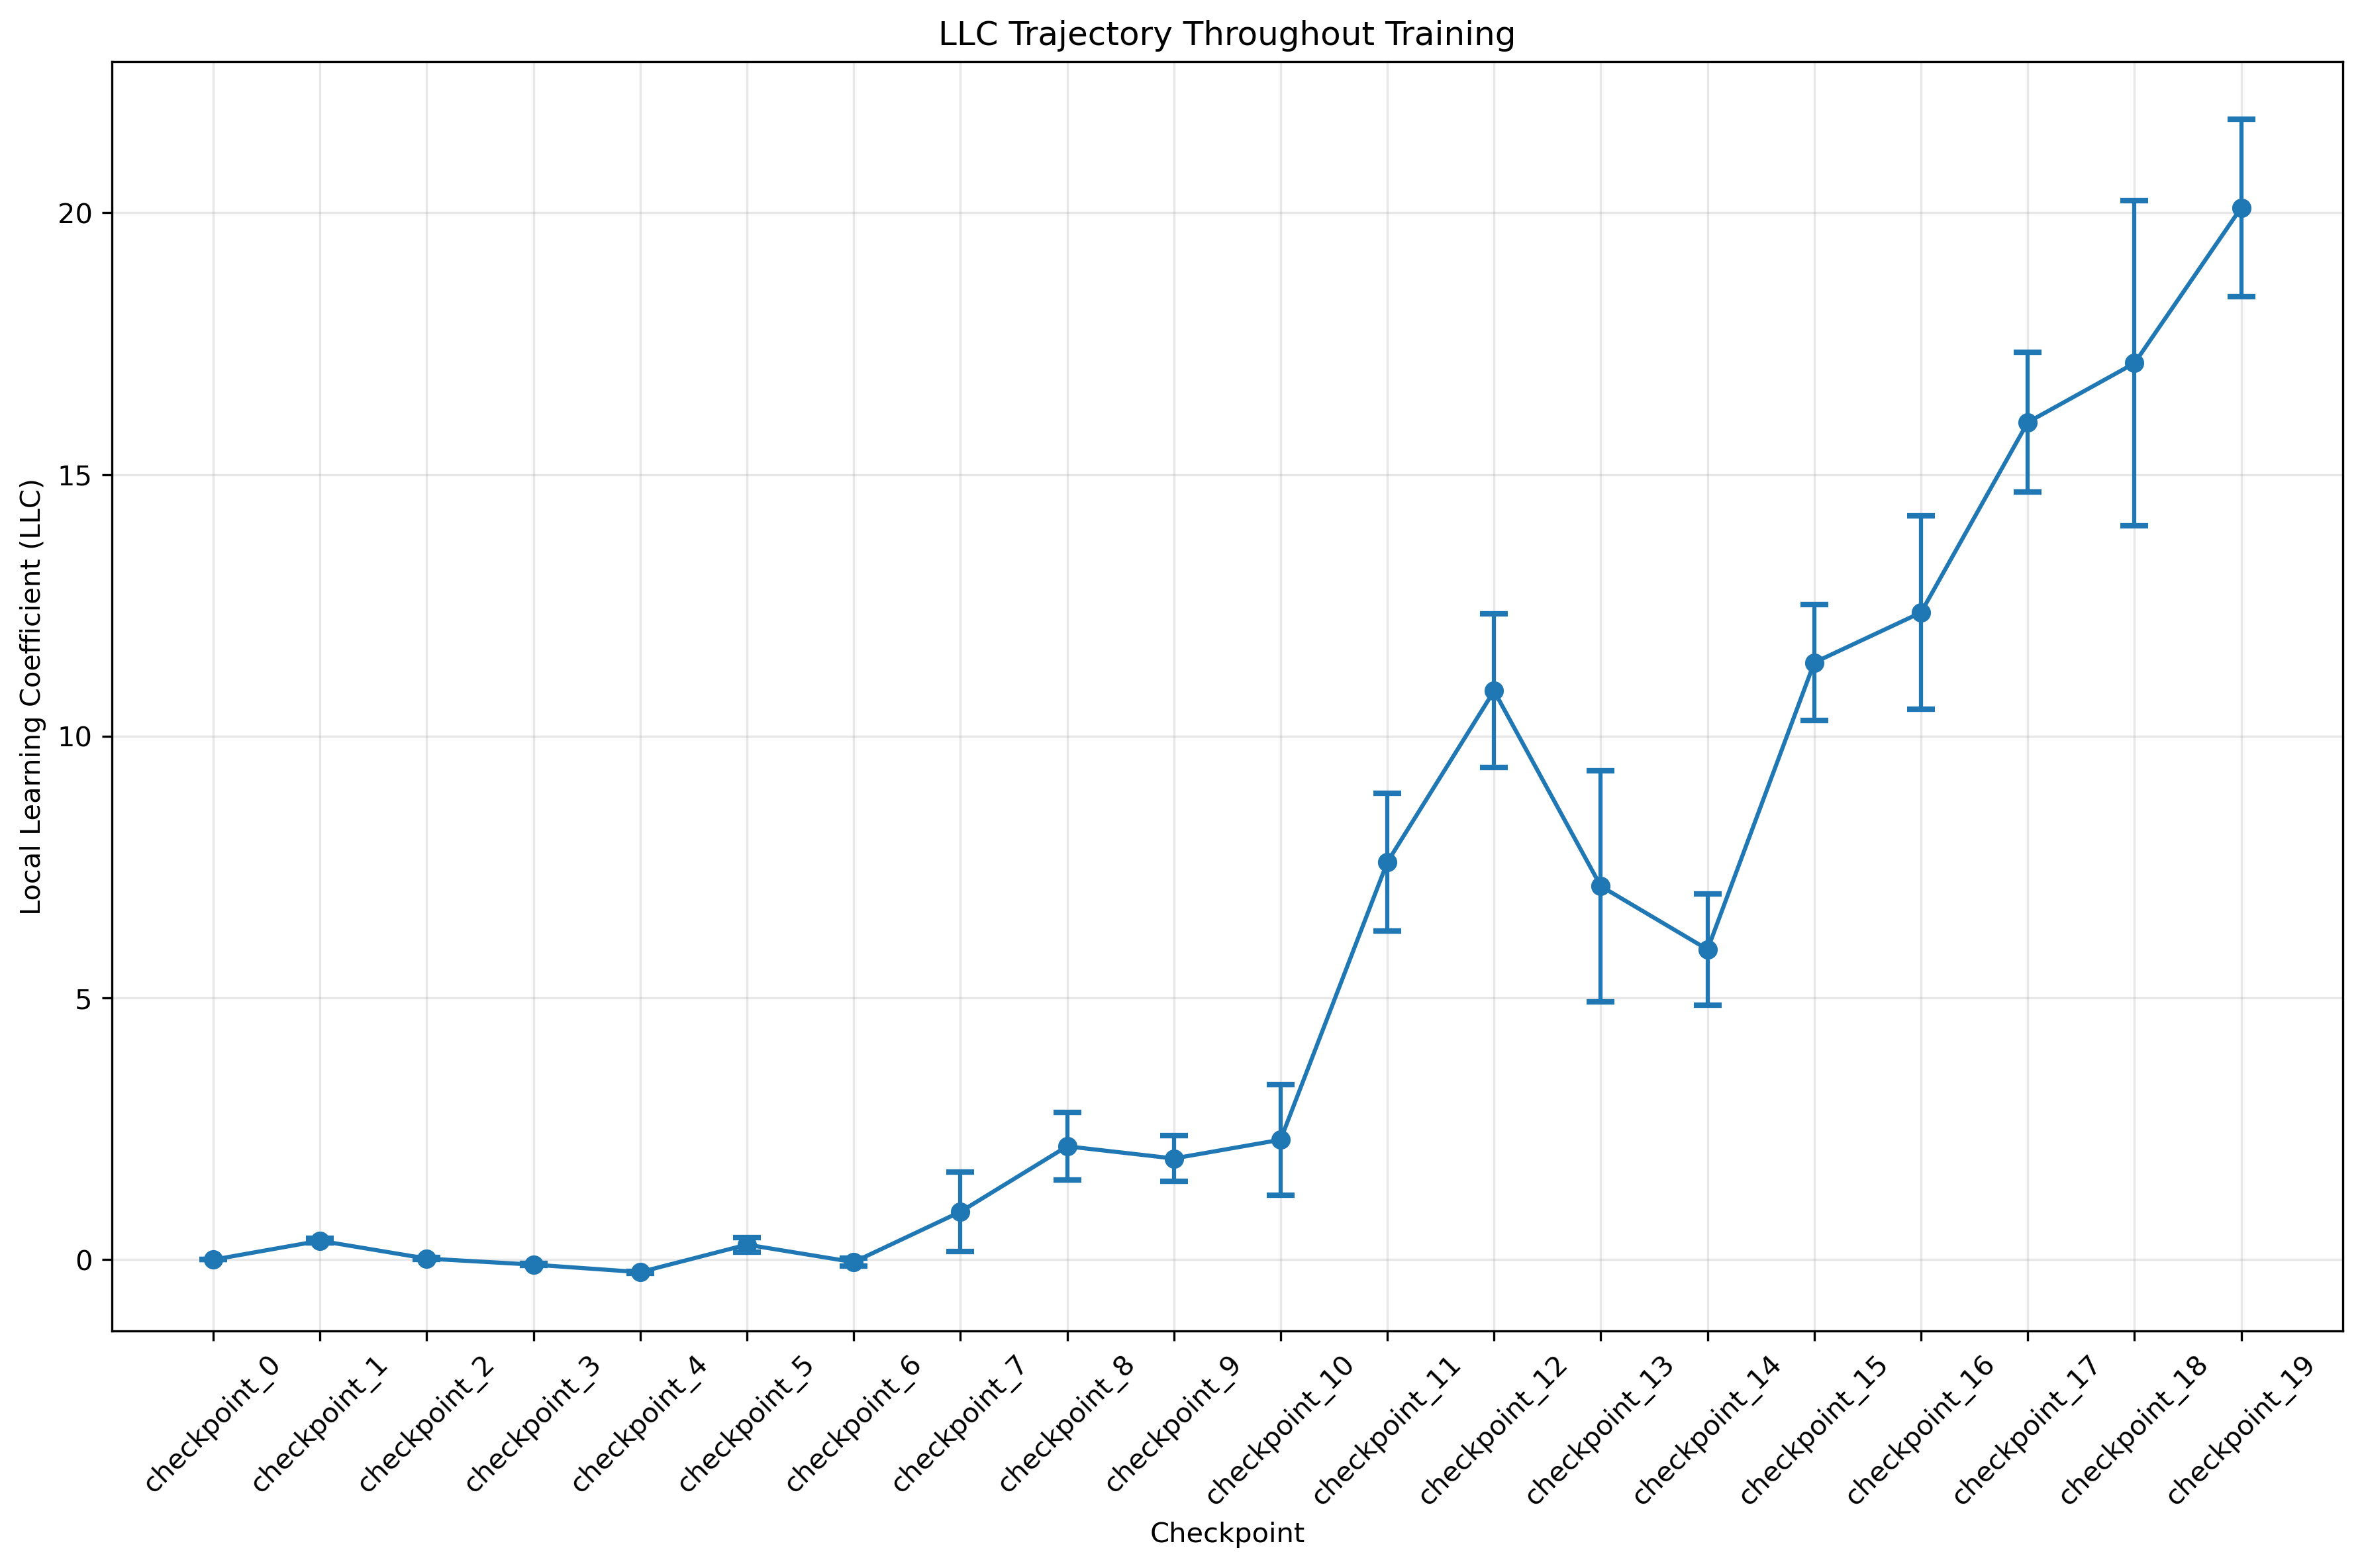 LLC Trajectory Throughout Training
Local Learning Coefficient (LLC)
20
15
10
5
0
checkpoint_0
checkpoint_1
checkpoint_2
checkpoint_3
checkpoint_4
checkpoint_5
checkpoint_6
checkpoint_7
checkpoint_8
checkpoint_9
checkpoint_10
checkpoint_11
checkpoint_12
checkpoint_13
checkpoint_14
checkpoint_15
checkpoint_16
checkpoint_17
checkpoint_18
checkpoint_19
Checkpoint